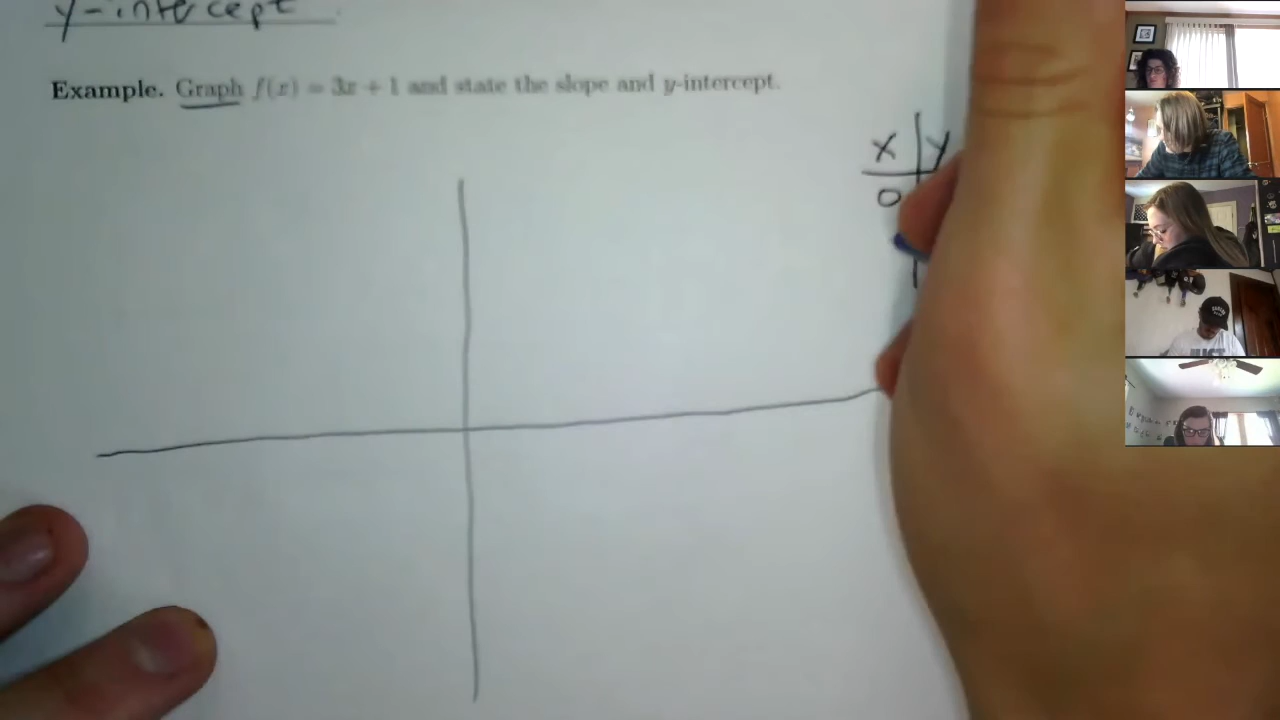 y-intercept
Example. Graph f(x) = 3x + 1 and state the slope and y-intercept.
x y
0